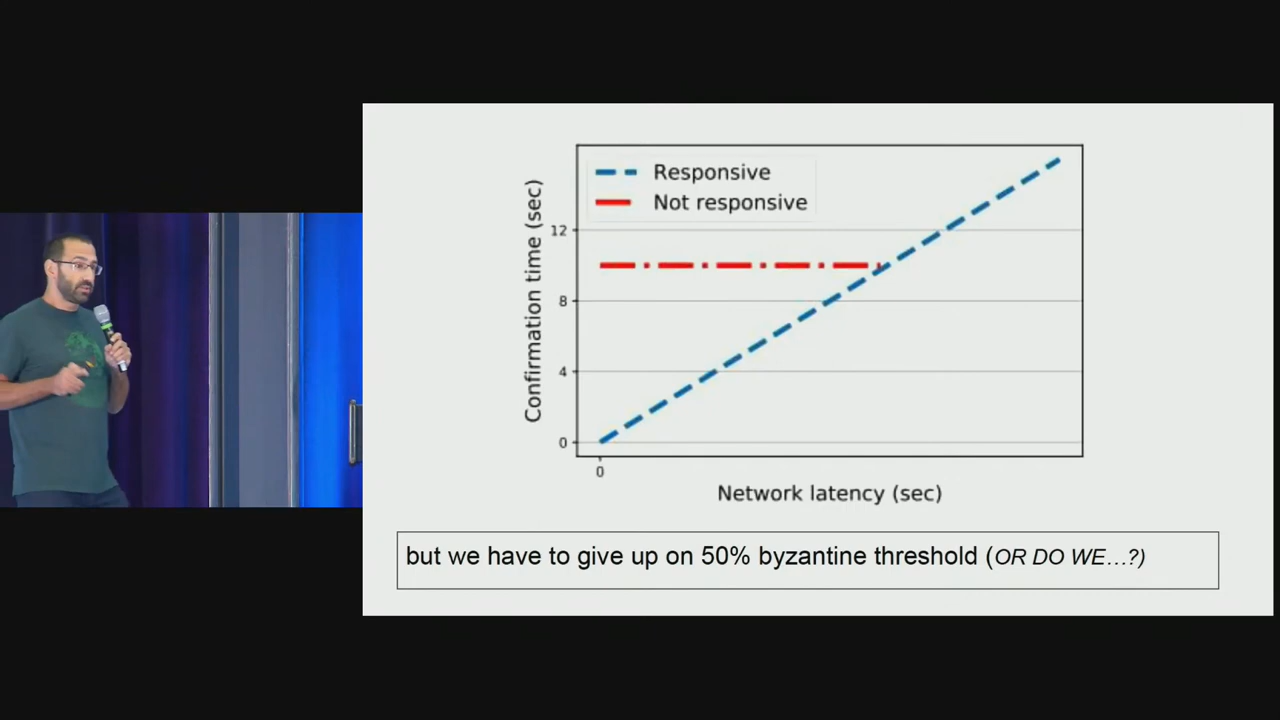 Responsive
Not responsive
Confirmation time (sec)
12
8
4
0
0
Network latency (sec)
but we have to give up on 50% byzantine threshold (OR DO WE…?)